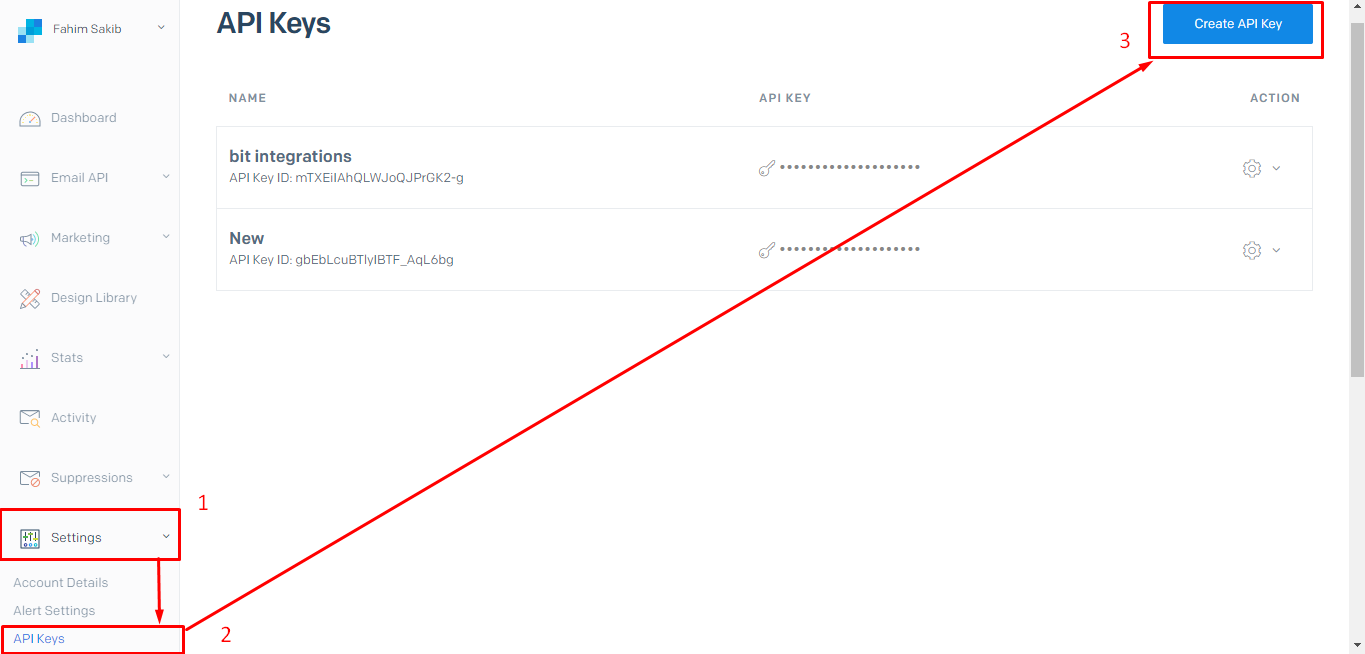 Fahim Sakib
API Keys
Create API Key
3
NAME
API KEY
ACTION
Dashboard
bit integrations
API Key ID: mTXEiIAhQLWJoQJPrGK2-g
Email API
Marketing
New
API Key ID: gbEbLcuBTlyIBTF_AqL6bg
Design Library
Stats
Activity
Suppressions
1
Settings
Account Details
Alert Settings
API Keys
2